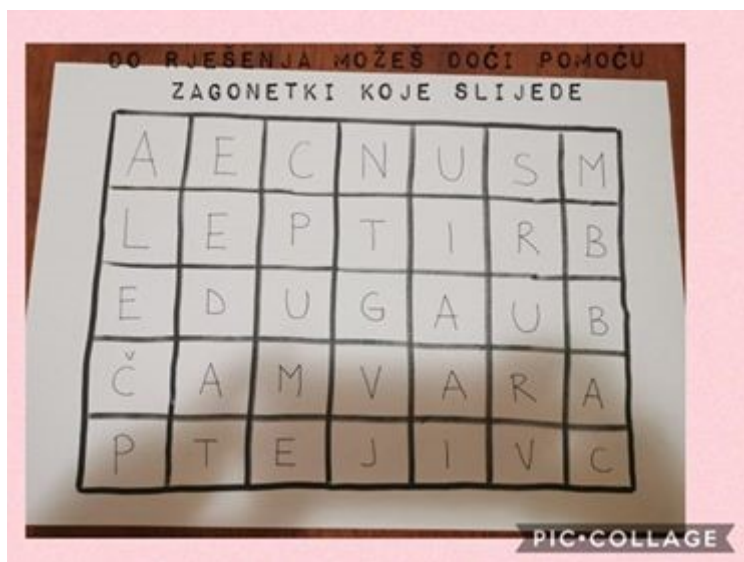 DO RJEŠENJA MOŽEŠ DOĆI POMOĆU
ZAGONETKI KOJE SLIJEDE
A E C N U S M
L E P T I R B
E D U G A U B
Č A M V A R A
P T E J I V C
PIC•COLLAGE